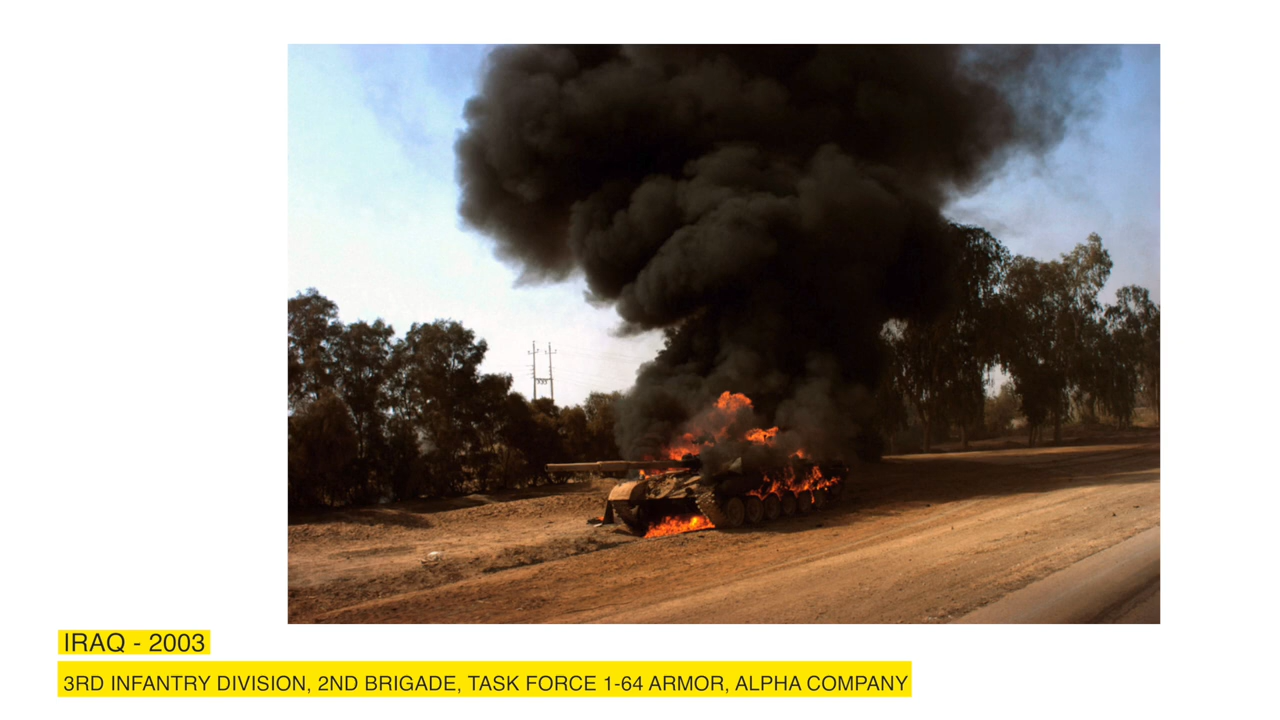 IRAQ - 2003
3RD INFANTRY DIVISION, 2ND BRIGADE, TASK FORCE 1-64 ARMOR, ALPHA COMPANY